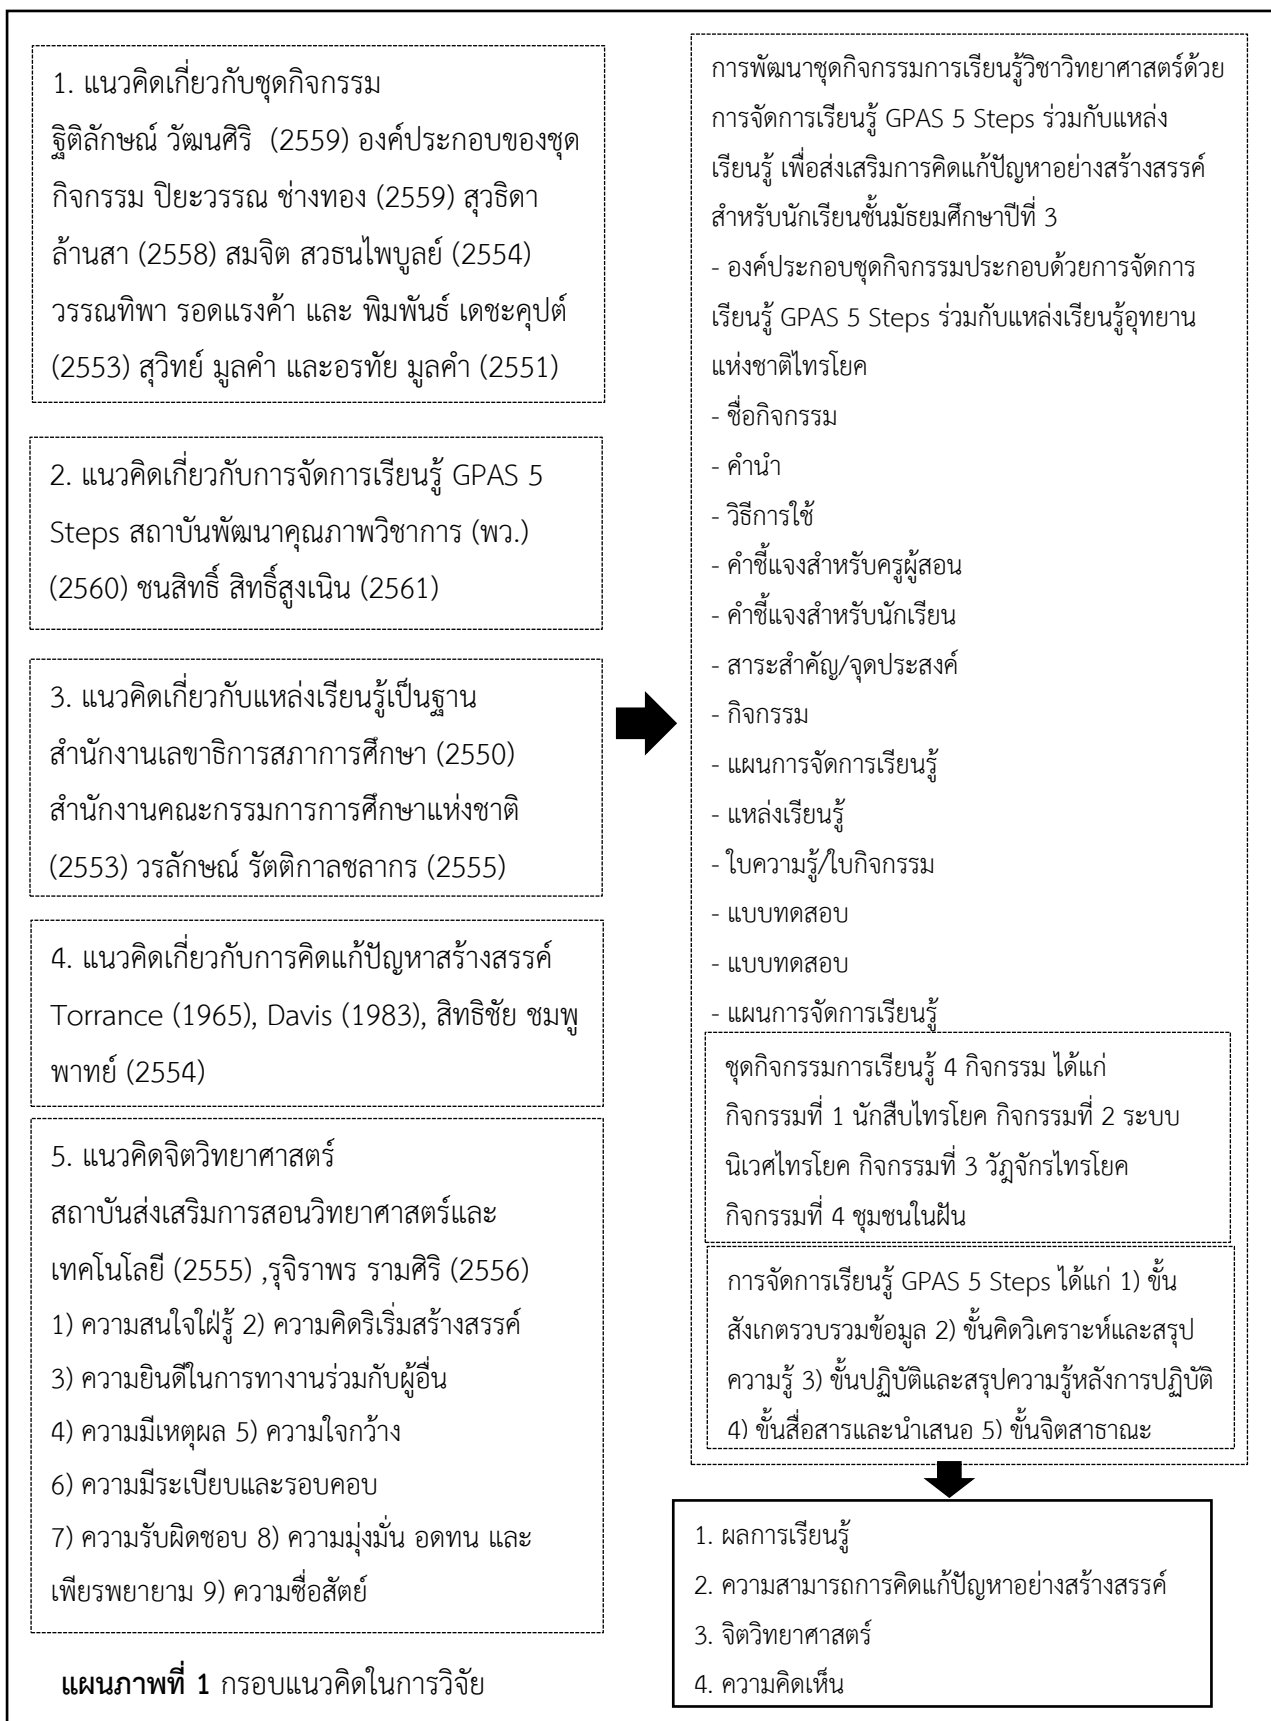 1. แนวคิดเกี่ยวกับชุดกิจกรรม
ฐิติลักษณ์ วัฒนศิริ (2559) องค์ประกอบของชุด
กิจกรรม ปิยะวรรณ ช่างทอง (2559) สุวธิดา
ล้านสา (2558) สมจิต สวธนไพบูลย์ (2554)
วรรณทิพา รอดแรงค้า และ พิมพันธ์ เดชะคุปต์
(2553) สุวิทย์ มูลคำ และอรทัย มูลคำ (2551)
2. แนวคิดเกี่ยวกับการจัดการเรียนรู้ GPAS 5
Steps สถาบันพัฒนาคุณภาพวิชาการ (พว.)
(2560) ชนสิทธิ์ สิทธิ์สูงเนิน (2561)
3. แนวคิดเกี่ยวกับแหล่งเรียนรู้เป็นฐาน
สำนักงานเลขาธิการสภาการศึกษา (2550)
สำนักงานคณะกรรมการการศึกษาแห่งชาติ
(2553) วรลักษณ์ รัตติกาลชลากร (2555)
4. แนวคิดเกี่ยวกับการคิดแก้ปัญหาสร้างสรรค์
Torrance (1965), Davis (1983), สิทธิชัย ชมพู
พาทย์ (2554)
5. แนวคิดจิตวิทยาศาสตร์
สถาบันส่งเสริมการสอนวิทยาศาสตร์และ
เทคโนโลยี (2555) ,รุจิราพร รามศิริ (2556)
1) ความสนใจใฝ่รู้ 2) ความคิดริเริ่มสร้างสรรค์
3) ความยินดีในการทางานร่วมกับผู้อื่น
4) ความมีเหตุผล 5) ความใจกว้าง
6) ความมีระเบียบและรอบคอบ
7) ความรับผิดชอบ 8) ความมุ่งมั่น อดทน และ
เพียรพยายาม 9) ความซื่อสัตย์
แผนภาพที่ 1 กรอบแนวคิดในการวิจัย
การพัฒนาชุดกิจกรรมการเรียนรู้วิชาวิทยาศาสตร์ด้วย
การจัดการเรียนรู้ GPAS 5 Steps ร่วมกับแหล่ง
เรียนรู้ เพื่อส่งเสริมการคิดแก้ปัญหาอย่างสร้างสรรค์
สำหรับนักเรียนชั้นมัธยมศึกษาปีที่ 3
- องค์ประกอบชุดกิจกรรมประกอบด้วยการจัดการ
เรียนรู้ GPAS 5 Steps ร่วมกับแหล่งเรียนรู้อุทยาน
แห่งชาติไทรโยค
- ชื่อกิจกรรม
- คำนำ
- วิธีการใช้
- คำชี้แจงสำหรับครูผู้สอน
- คำชี้แจงสำหรับนักเรียน
- สาระสำคัญ/จุดประสงค์
- กิจกรรม
- แผนการจัดการเรียนรู้
- แหล่งเรียนรู้
- ใบความรู้/ใบกิจกรรม
- แบบทดสอบ
- แบบทดสอบ
- แผนการจัดการเรียนรู้
ชุดกิจกรรมการเรียนรู้ 4 กิจกรรม ได้แก่
กิจกรรมที่ 1 นักสืบไทรโยค กิจกรรมที่ 2 ระบบ
นิเวศไทรโยค กิจกรรมที่ 3 วัฏจักรไทรโยค
กิจกรรมที่ 4 ชุมชนในฝัน
การจัดการเรียนรู้ GPAS 5 Steps ได้แก่ 1) ขั้น
สังเกตรวบรวมข้อมูล 2) ขั้นคิดวิเคราะห์และสรุป
ความรู้ 3) ขั้นปฏิบัติและสรุปความรู้หลังการปฏิบัติ
4) ขั้นสื่อสารและนำเสนอ 5) ขั้นจิตสาธาณะ
1. ผลการเรียนรู้
2. ความสามารถการคิดแก้ปัญหาอย่างสร้างสรรค์
3. จิตวิทยาศาสตร์
4. ความคิดเห็น